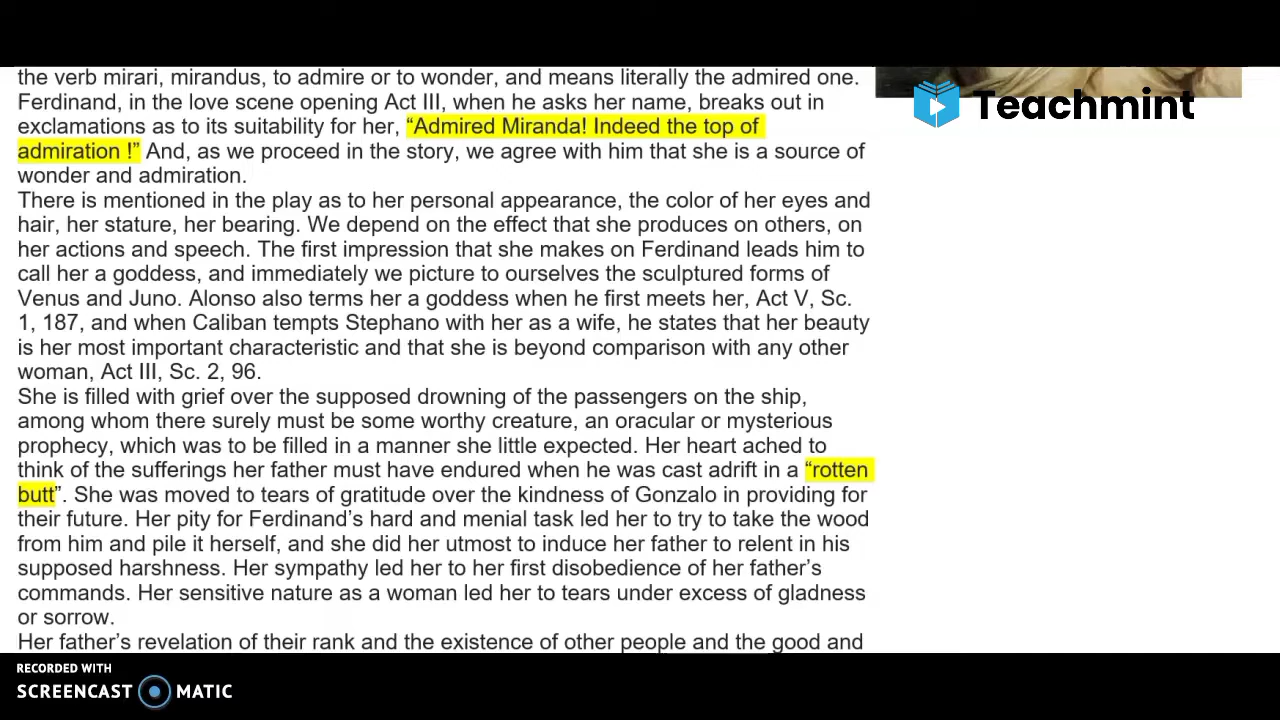 the verb mirari, mirandus, to admire or to wonder, and means literally the admired one.
Ferdinand, in the love scene opening Act III, when he asks her name, breaks out in
exclamations as to its suitability for her, “Admired Miranda! Indeed the top of
admiration !” And, as we proceed in the story, we agree with him that she is a source of
wonder and admiration.
There is mentioned in the play as to her personal appearance, the color of her eyes and
hair, her stature, her bearing. We depend on the effect that she produces on others, on
her actions and speech. The first impression that she makes on Ferdinand leads him to
call her a goddess, and immediately we picture to ourselves the sculptured forms of
Venus and Juno. Alonso also terms her a goddess when he first meets her, Act V, Sc.
1, 187, and when Caliban tempts Stephano with her as a wife, he states that her beauty
is her most important characteristic and that she is beyond comparison with any other
woman, Act III, Sc. 2, 96.
She is filled with grief over the supposed drowning of the passengers on the ship,
among whom there surely must be some worthy creature, an oracular or mysterious
prophecy, which was to be filled in a manner she little expected. Her heart ached to
think of the sufferings her father must have endured when he was cast adrift in a “rotten
butt”. She was moved to tears of gratitude over the kindness of Gonzalo in providing for
their future. Her pity for Ferdinand’s hard and menial task led her to try to take the wood
from him and pile it herself, and she did her utmost to induce her father to relent in his
supposed harshness. Her sympathy led her to her first disobedience of her father’s
commands. Her sensitive nature as a woman led her to tears under excess of gladness
or sorrow.
Her father’s revelation of their rank and the existence of other people and the good and
Teachmint
RECORDED WITH
SCREENCAST MATIC